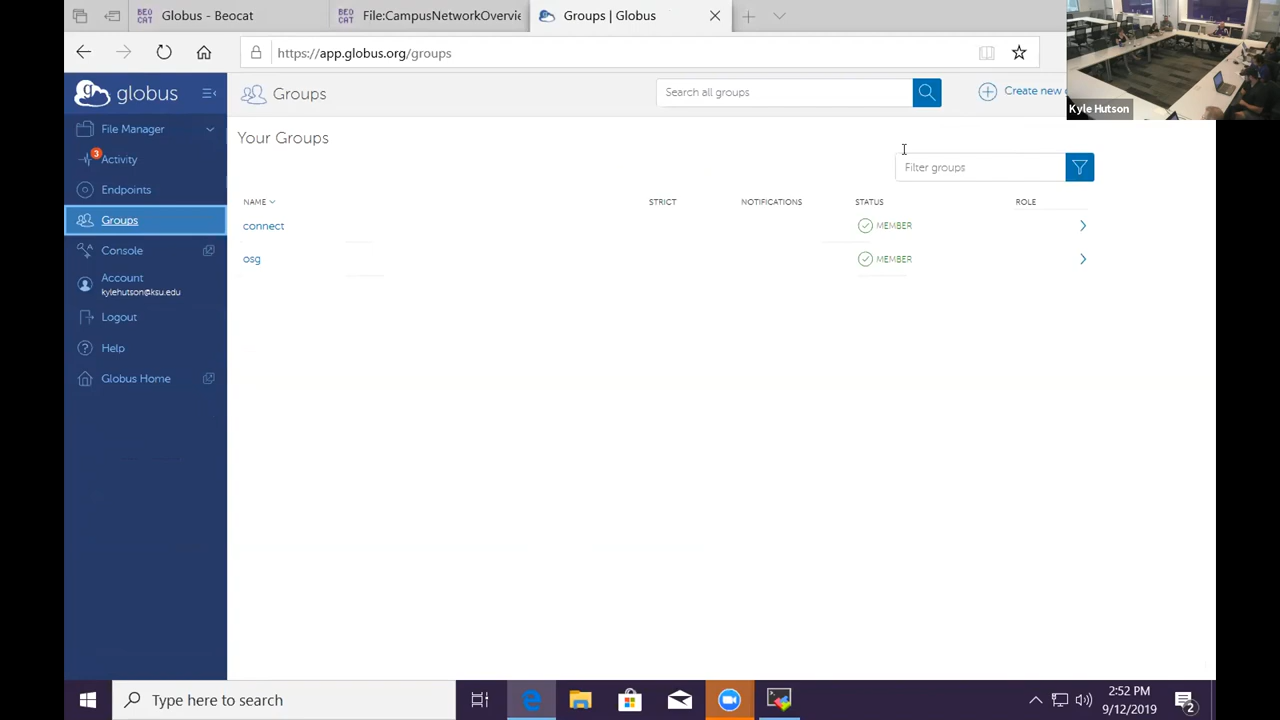 Globus - Beocat
File:CampusNetworkOvervie
Groups | Globus
https://app.globus.org/groups
Kyle Hutson
globus
Groups
Search all groups
Create new
File Manager
Your Groups
3
Activity
Filter groups
Endpoints
NAME STRICT NOTIFICATIONS STATUS ROLE
Groups
connect MEMBER
Console
osg MEMBER
Account
kylehutson@ksu.edu
Logout
Help
Globus Home
Type here to search
2:52 PM
9/12/2019
2